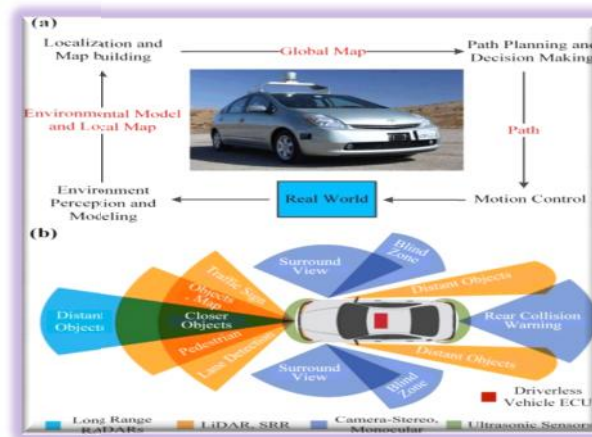 (a)
Localization and
Map building
Global Map
Path Planning and
Decision Making
Environmental Model
and Local Map
Path
Environment
Perception and
Modeling
Real World
Motion Control
(b)
Traffic Sign
Objects
Map
Surround
View
Blind
Zone
Distant Objects
Distant
Objects
Closer
Objects
Rear Collision
Warning
Pedestrian
Lane Detection
Surround
View
Blind
Zone
Distant Objects
Driverless
Vehicle ECU
Long Range
RaDARs
LiDAR, SRR
Camera-Stereo,
Monocular
Ultrasonic Sensors